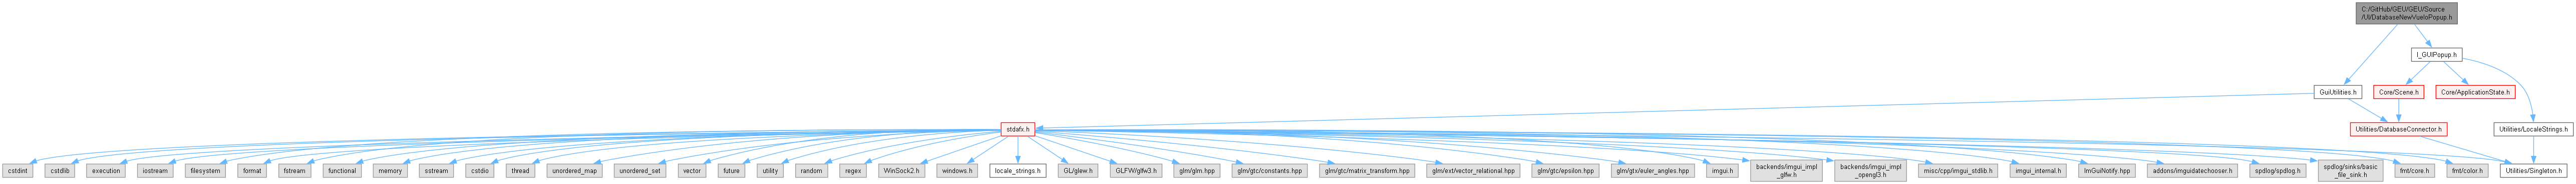 C:/GitHub/GEU/GEU/Source
/UI/DatabaseNewVueloPopup.h
I_GUIPopup.h
GuiUtilities.h
Core/Scene.h
Core/ApplicationState.h
stdafx.h
Utilities/DatabaseConnector.h
Utilities/LocaleStrings.h
cstdint
cstdlib
execution
iostream
filesystem
format
fstream
functional
memory
sstream
cstdio
thread
unordered_map
unordered_set
vector
future
utility
random
regex
WinSock2.h
windows.h
locale_strings.h
GL/glew.h
GLFW/glfw3.h
glm/glm.hpp
glm/gtc/constants.hpp
glm/gtc/matrix_transform.hpp
glm/ext/vector_relational.hpp
glm/gtc/epsilon.hpp
glm/gtx/euler_angles.hpp
imgui.h
backends/imgui_impl
_glfw.h
backends/imgui_impl
_opengl3.h
misc/cpp/imgui_stdlib.h
imgui_internal.h
ImGuiNotify.hpp
addons/imguidatechooser.h
spdlog/spdlog.h
spdlog/sinks/basic
_file_sink.h
fmt/core.h
fmt/color.h
Utilities/Singleton.h